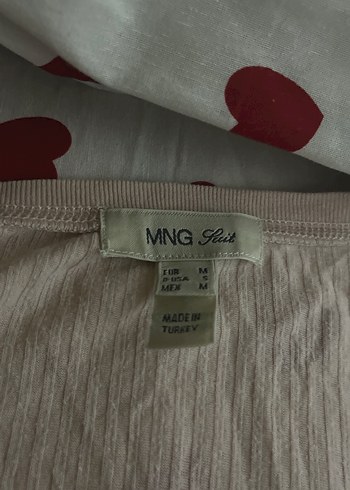 MNG Suit
EUR M
USA S
MEX M
MADE IN
TURKEY